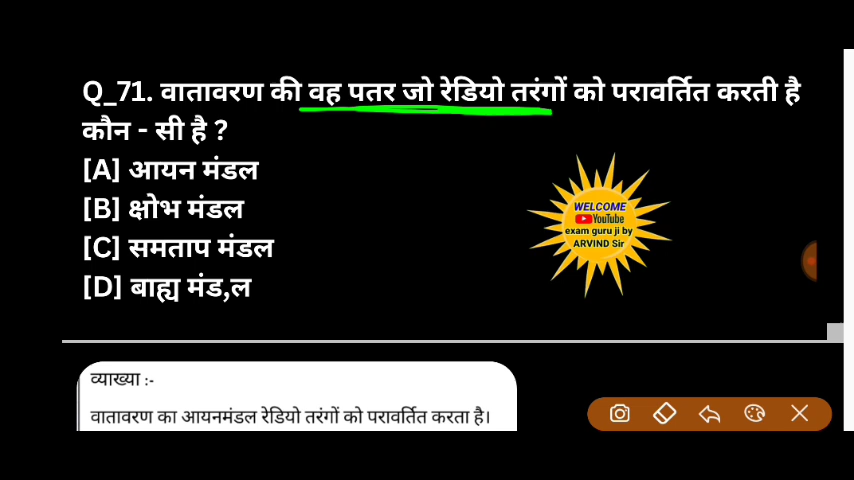 Q_71. वातावरण की वह पतर जो रेडियो तरंगों को परावर्तित करती है
कौन - सी है ?
[A] आयन मंडल
[B] क्षोभ मंडल
[C] समताप मंडल
[D] बाह्य मंड,ल
WELCOME
YouTube
exam guru ji by
ARVIND Sir
व्याख्या :-
वातावरण का आयनमंडल रेडियो तरंगों को परावर्तित करता है।